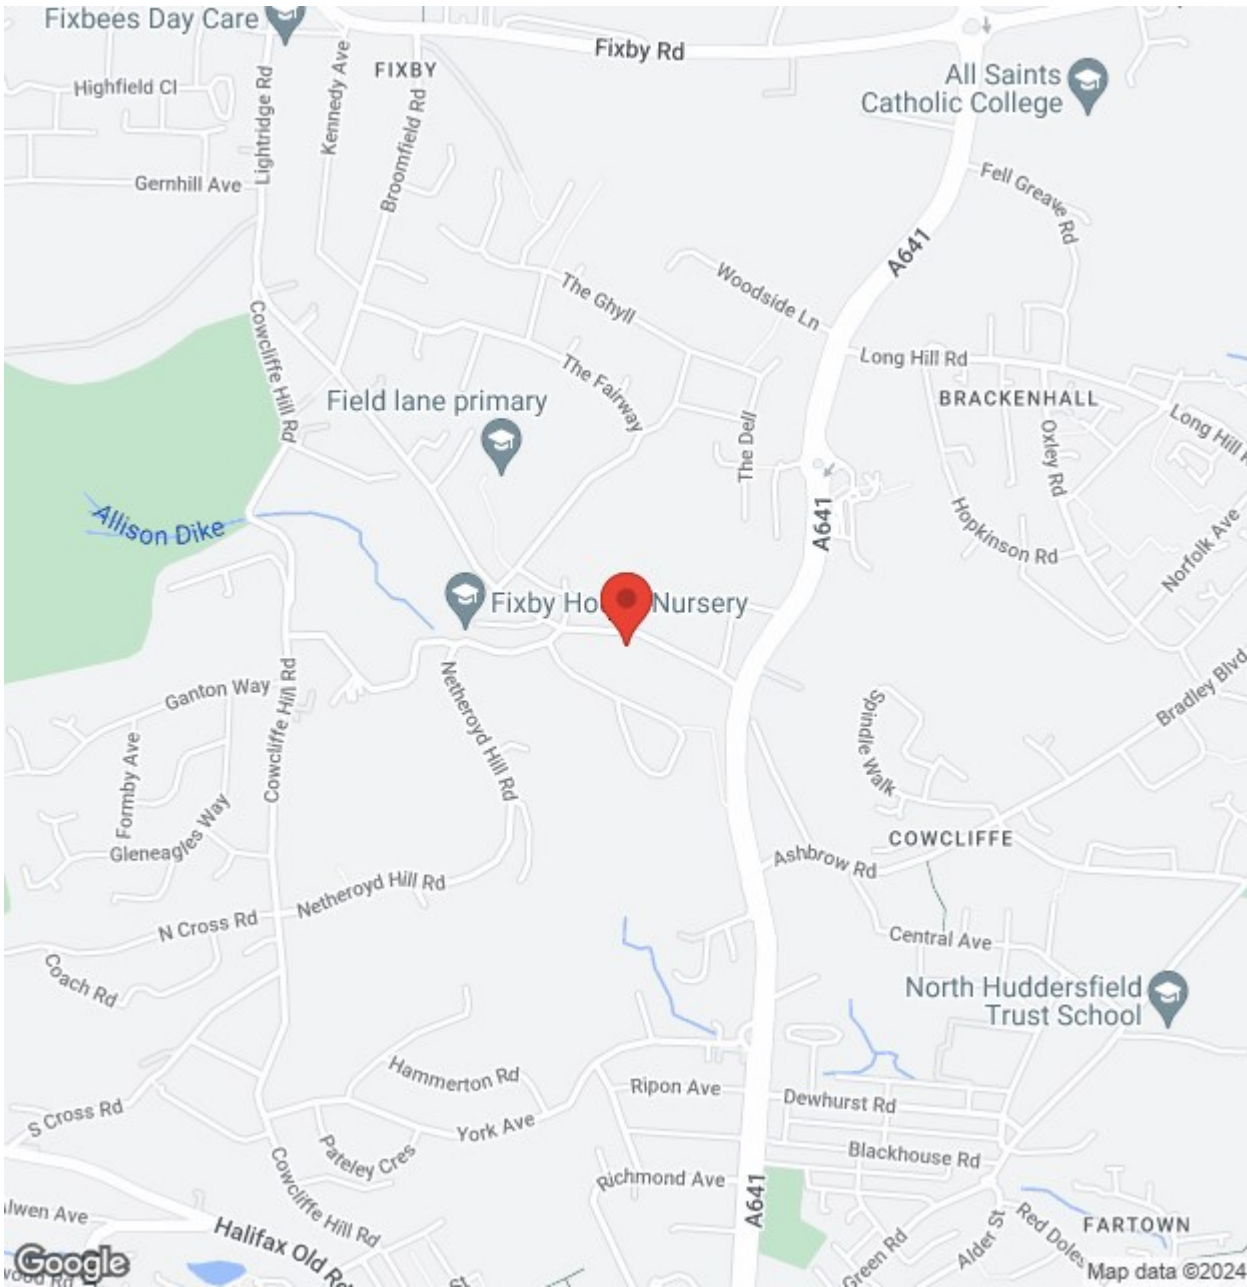 Fixbees Day Care
Fixby Rd
FIXBY
All Saints
Catholic College
Highfield Cl
Lightridge Rd
Kennedy Ave
Broomfield Rd
Gernhill Ave
Fell Greave Rd
A641
Woodside Ln
The Ghyll
Cowcliffe Hill Rd
Long Hill Rd
The Fairway
BRACKENHALL
Field lane primary
Long Hill
The Dell
Oxley Rd
Allison Dike
A641
Hopkinson Rd
Norfolk Ave
Fixby Ho Nursery
Netheroyd Hill Rd
Cowcliffe Hill Rd
Ganton Way
Bradley Blvd
Spindle Walk
Formby Ave
Gleneagles Way
COWCLIFFE
Ashbrow Rd
Netheroyd Hill Rd
N Cross Rd
Central Ave
Coach Rd
North Huddersfield
Trust School
Hammerton Rd
Ripon Ave
Dewhurst Rd
S Cross Rd
York Ave
Pateley Cres
Blackhouse Rd
Richmond Ave
A641
Cowcliffe Hill Rd
lwen Ave
Halifax Old
Green Rd
Alder St
Red Doles
FARTOWN
Google
wood Rd
St
Map data ©2024